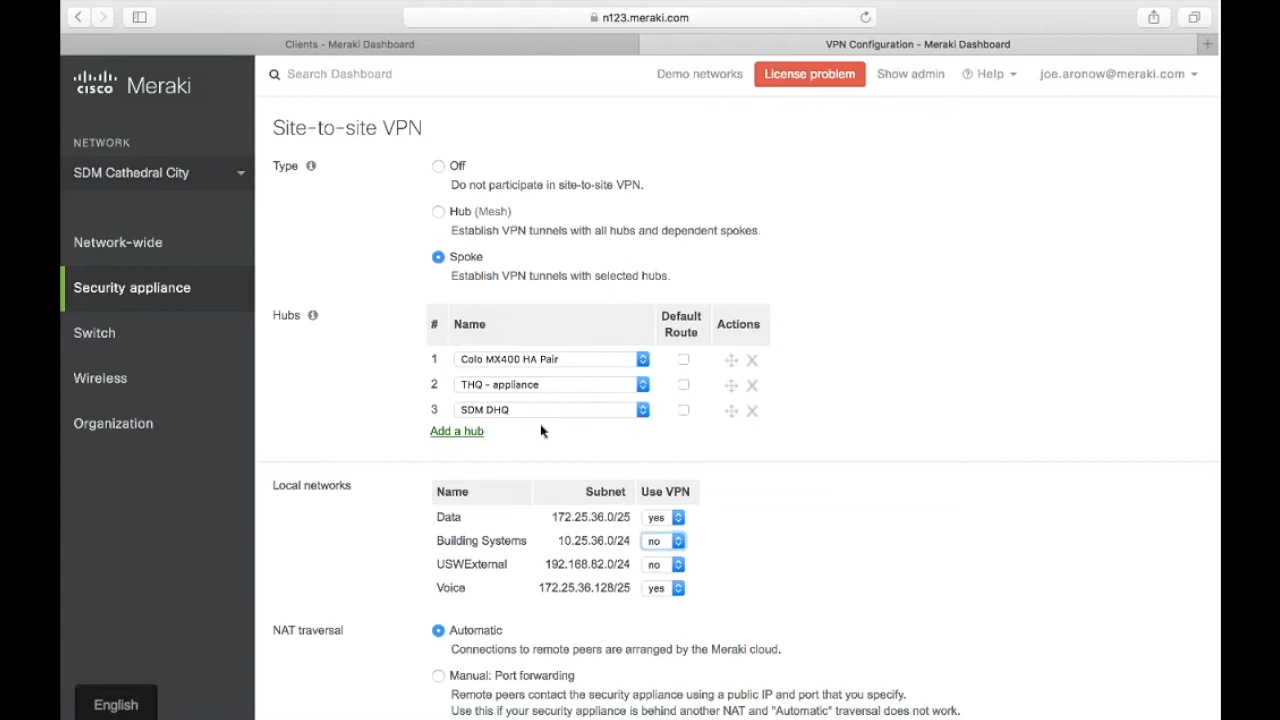 n123.meraki.com
Clients - Meraki Dashboard
VPN Configuration - Meraki Dashboard
cisco Meraki
Search Dashboard
Demo networks
License problem
Show admin
Help
joe.aronow@meraki.com
NETWORK
SDM Cathedral City
Network-wide
Security appliance
Switch
Wireless
Organization
English
Site-to-site VPN
Type
Off
Do not participate in site-to-site VPN.
Hub (Mesh)
Establish VPN tunnels with all hubs and dependent spokes.
Spoke
Establish VPN tunnels with selected hubs.
Hubs
# Name Default Route Actions
1 Colo MX400 HA Pair
2 THQ - appliance
3 SDM DHQ
Add a hub
Local networks
Name Subnet Use VPN
Data 172.25.36.0/25 yes
Building Systems 10.25.36.0/24 no
USWExternal 192.168.82.0/24 no
Voice 172.25.36.128/25 yes
NAT traversal
Automatic
Connections to remote peers are arranged by the Meraki cloud.
Manual: Port forwarding
Remote peers contact the security appliance using a public IP and port that you specify.
Use this if your security appliance is behind another NAT and "Automatic" traversal does not work.